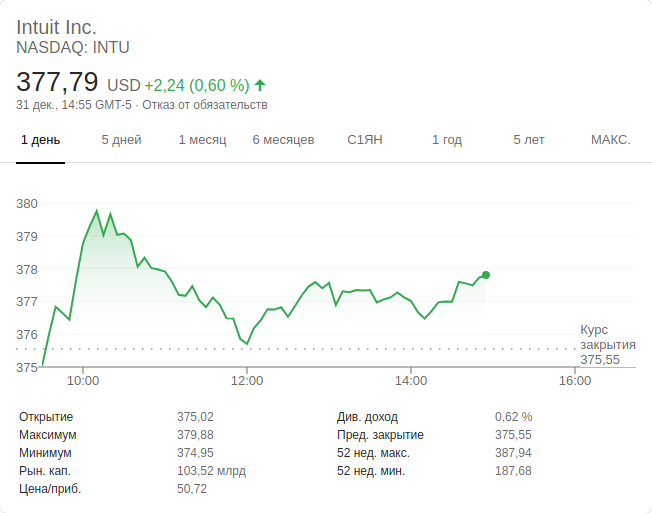 Intuit Inc.
NASDAQ: INTU
377,79 USD +2,24 (0,60 %)
31 дек., 14:55 GMT-5 · Отказ от обязательств
1 день 5 дней 1 месяц 6 месяцев С1ЯН 1 год 5 лет МАКС.
380
379
378
377
376
375
Курс
закрытия
375,55
10:00 12:00 14:00 16:00
Открытие 375,02 Див. доход 0,62 %
Максимум 379,88 Пред. закрытие 375,55
Минимум 374,95 52 нед. макс. 387,94
Рын. кап. 103,52 млрд 52 нед. мин. 187,68
Цена/приб. 50,72